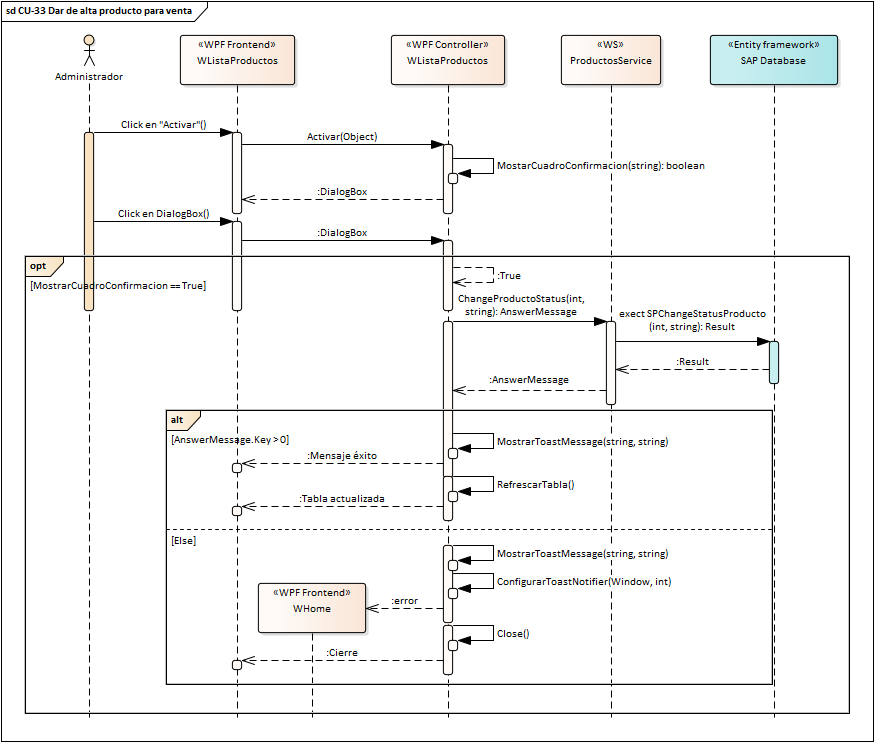 sd CU-33 Dar de alta producto para venta
Administrador
«WPF Frontend»
WListaProductos
«WPF Controller»
WListaProductos
«WS»
ProductosService
«Entity framework»
SAP Database
Click en "Activar"()
Activar(Object)
MostarCuadroConfirmacion(string): boolean
:DialogBox
Click en DialogBox()
:DialogBox
opt
[MostrarCuadroConfirmacion ==True]
:True
ChangeProductoStatus(int,
string): AnswerMessage
exect SPChangeStatusProducto
(int, string): Result
:Result
:AnswerMessage
alt
[AnswerMessage.Key > 0]
MostrarToastMessage(string, string)
:Mensaje éxito
RefrescarTabla()
:Tabla actualizada
[Else]
MostrarToastMessage(string, string)
ConfigurarToastNotifier(Window, int)
«WPF Frontend»
WHome
:error
Close()
:Cierre